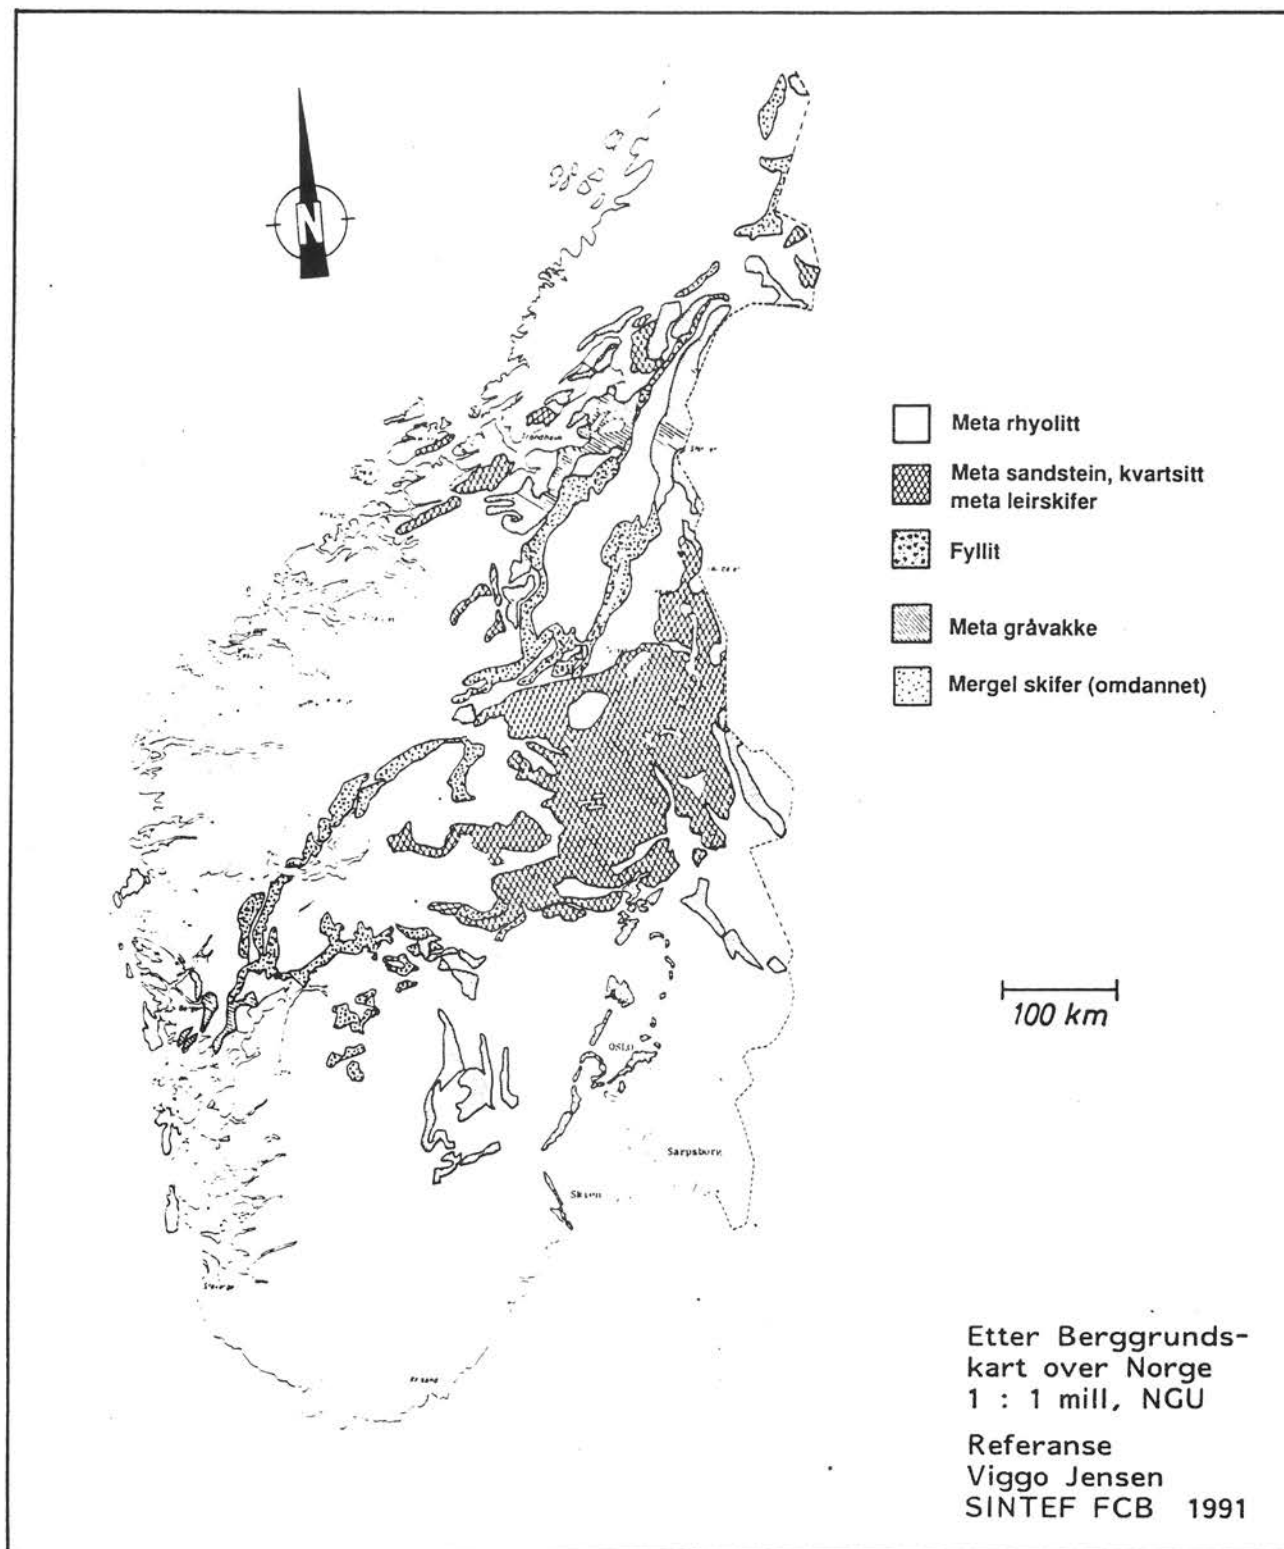 N
Meta rhyolitt
Meta sandstein, kvartsitt
meta leirskifer
Fyllit
Meta gråvakke
Mergel skifer (omdannet)
100 km
OSLO
Sarpsborg
Skien
Etter Berggrunds-
kart over Norge
1 : 1 mill, NGU
Referanse
Viggo Jensen
SINTEF FCB 1991